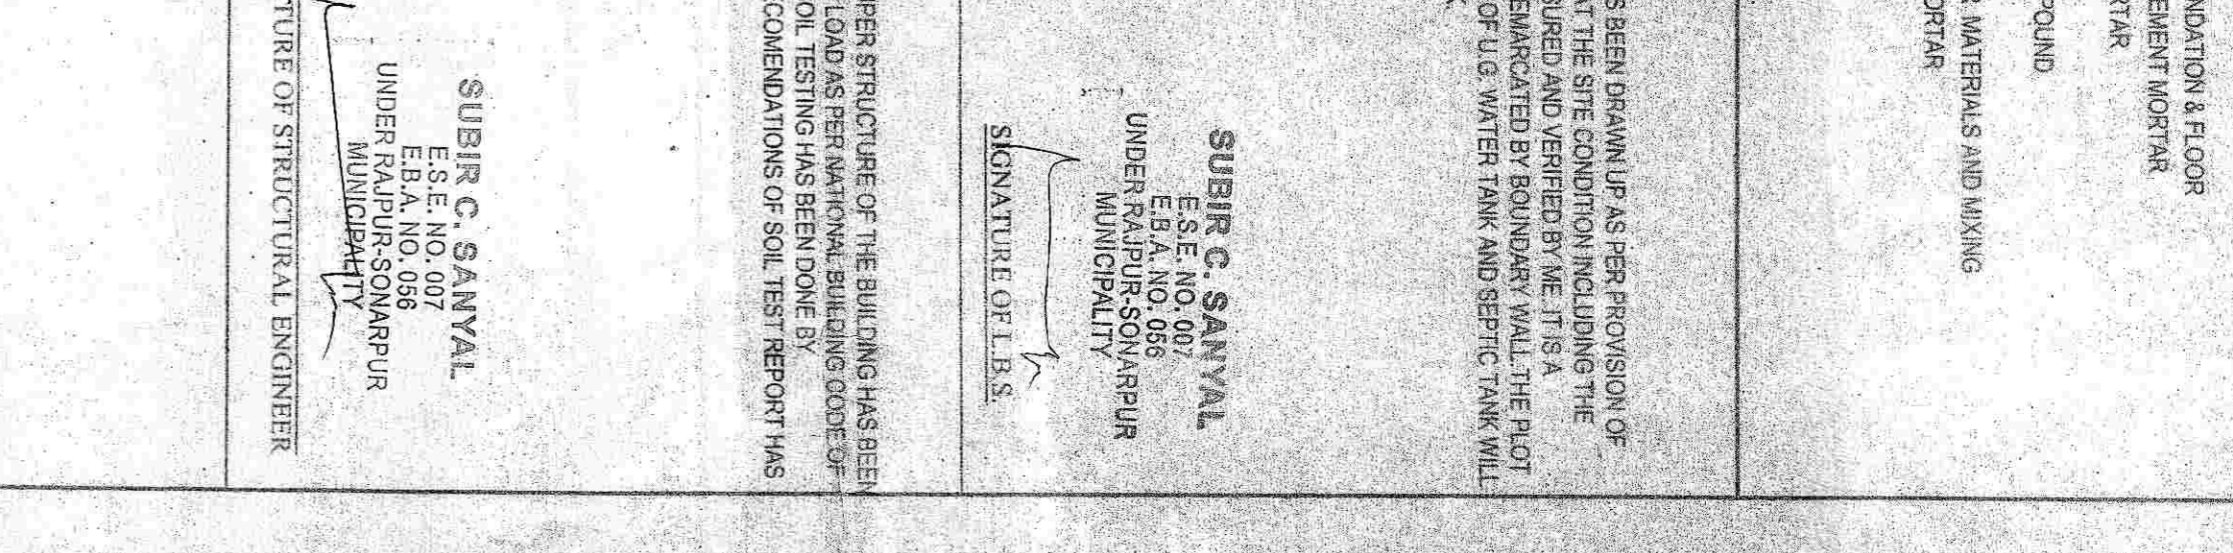 NDATION & FLOOR
EMENT MORTAR
RTAR
POUND
MATERIALS AND MIXING
ORTAR
S BEEN DRAWN UP AS PER PROVISION OF
AT THE SITE CONDITION INCLUDING THE
SURED AND VERIFIED BY ME. IT IS A
EMARCATED BY BOUNDARY WALL. THE PLOT
OF U.G. WATER TANK AND SEPTIC TANK WILL
SUBIR C. SANYAL
E.S.E. NO. 007
E.B.A. NO. 056
UNDER RAJPUR-SONARPUR
MUNICIPALITY
SIGNATURE OF L.B.S.
PER STRUCTURE OF THE BUILDING HAS BEEN
LOAD AS PER NATIONAL BUILDING CODE OF
OIL TESTING HAS BEEN DONE BY
COMENDATIONS OF SOIL TEST REPORT HAS
SUBIR C. SANYAL
E.S.E. NO. 007
E.B.A. NO. 056
UNDER RAJPUR-SONARPUR
MUNICIPALITY
TURE OF STRUCTURAL ENGINEER